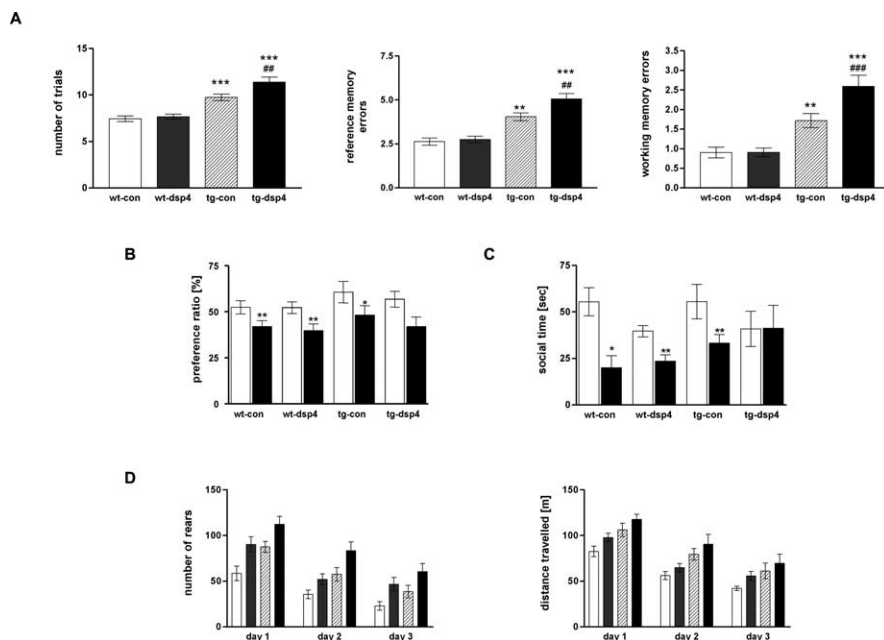 A
number of trials
15
10
5
0
***
***
##
wt-con wt-dsp4 tg-con tg-dsp4
reference memory
errors
7.5
5.0
2.5
0.0
**
***
##
wt-con wt-dsp4 tg-con tg-dsp4
working memory errors
3.5
3.0
2.5
2.0
1.5
1.0
0.5
0.0
**
***
###
wt-con wt-dsp4 tg-con tg-dsp4
B
preference ratio [%]
75
50
25
0
**
**
*
wt-con wt-dsp4 tg-con tg-dsp4
C
social time [sec]
75
50
25
0
*
**
**
wt-con wt-dsp4 tg-con tg-dsp4
D
number of rears
150
100
50
0
day 1 day 2 day 3
distance travelled [m]
150
100
50
0
day 1 day 2 day 3